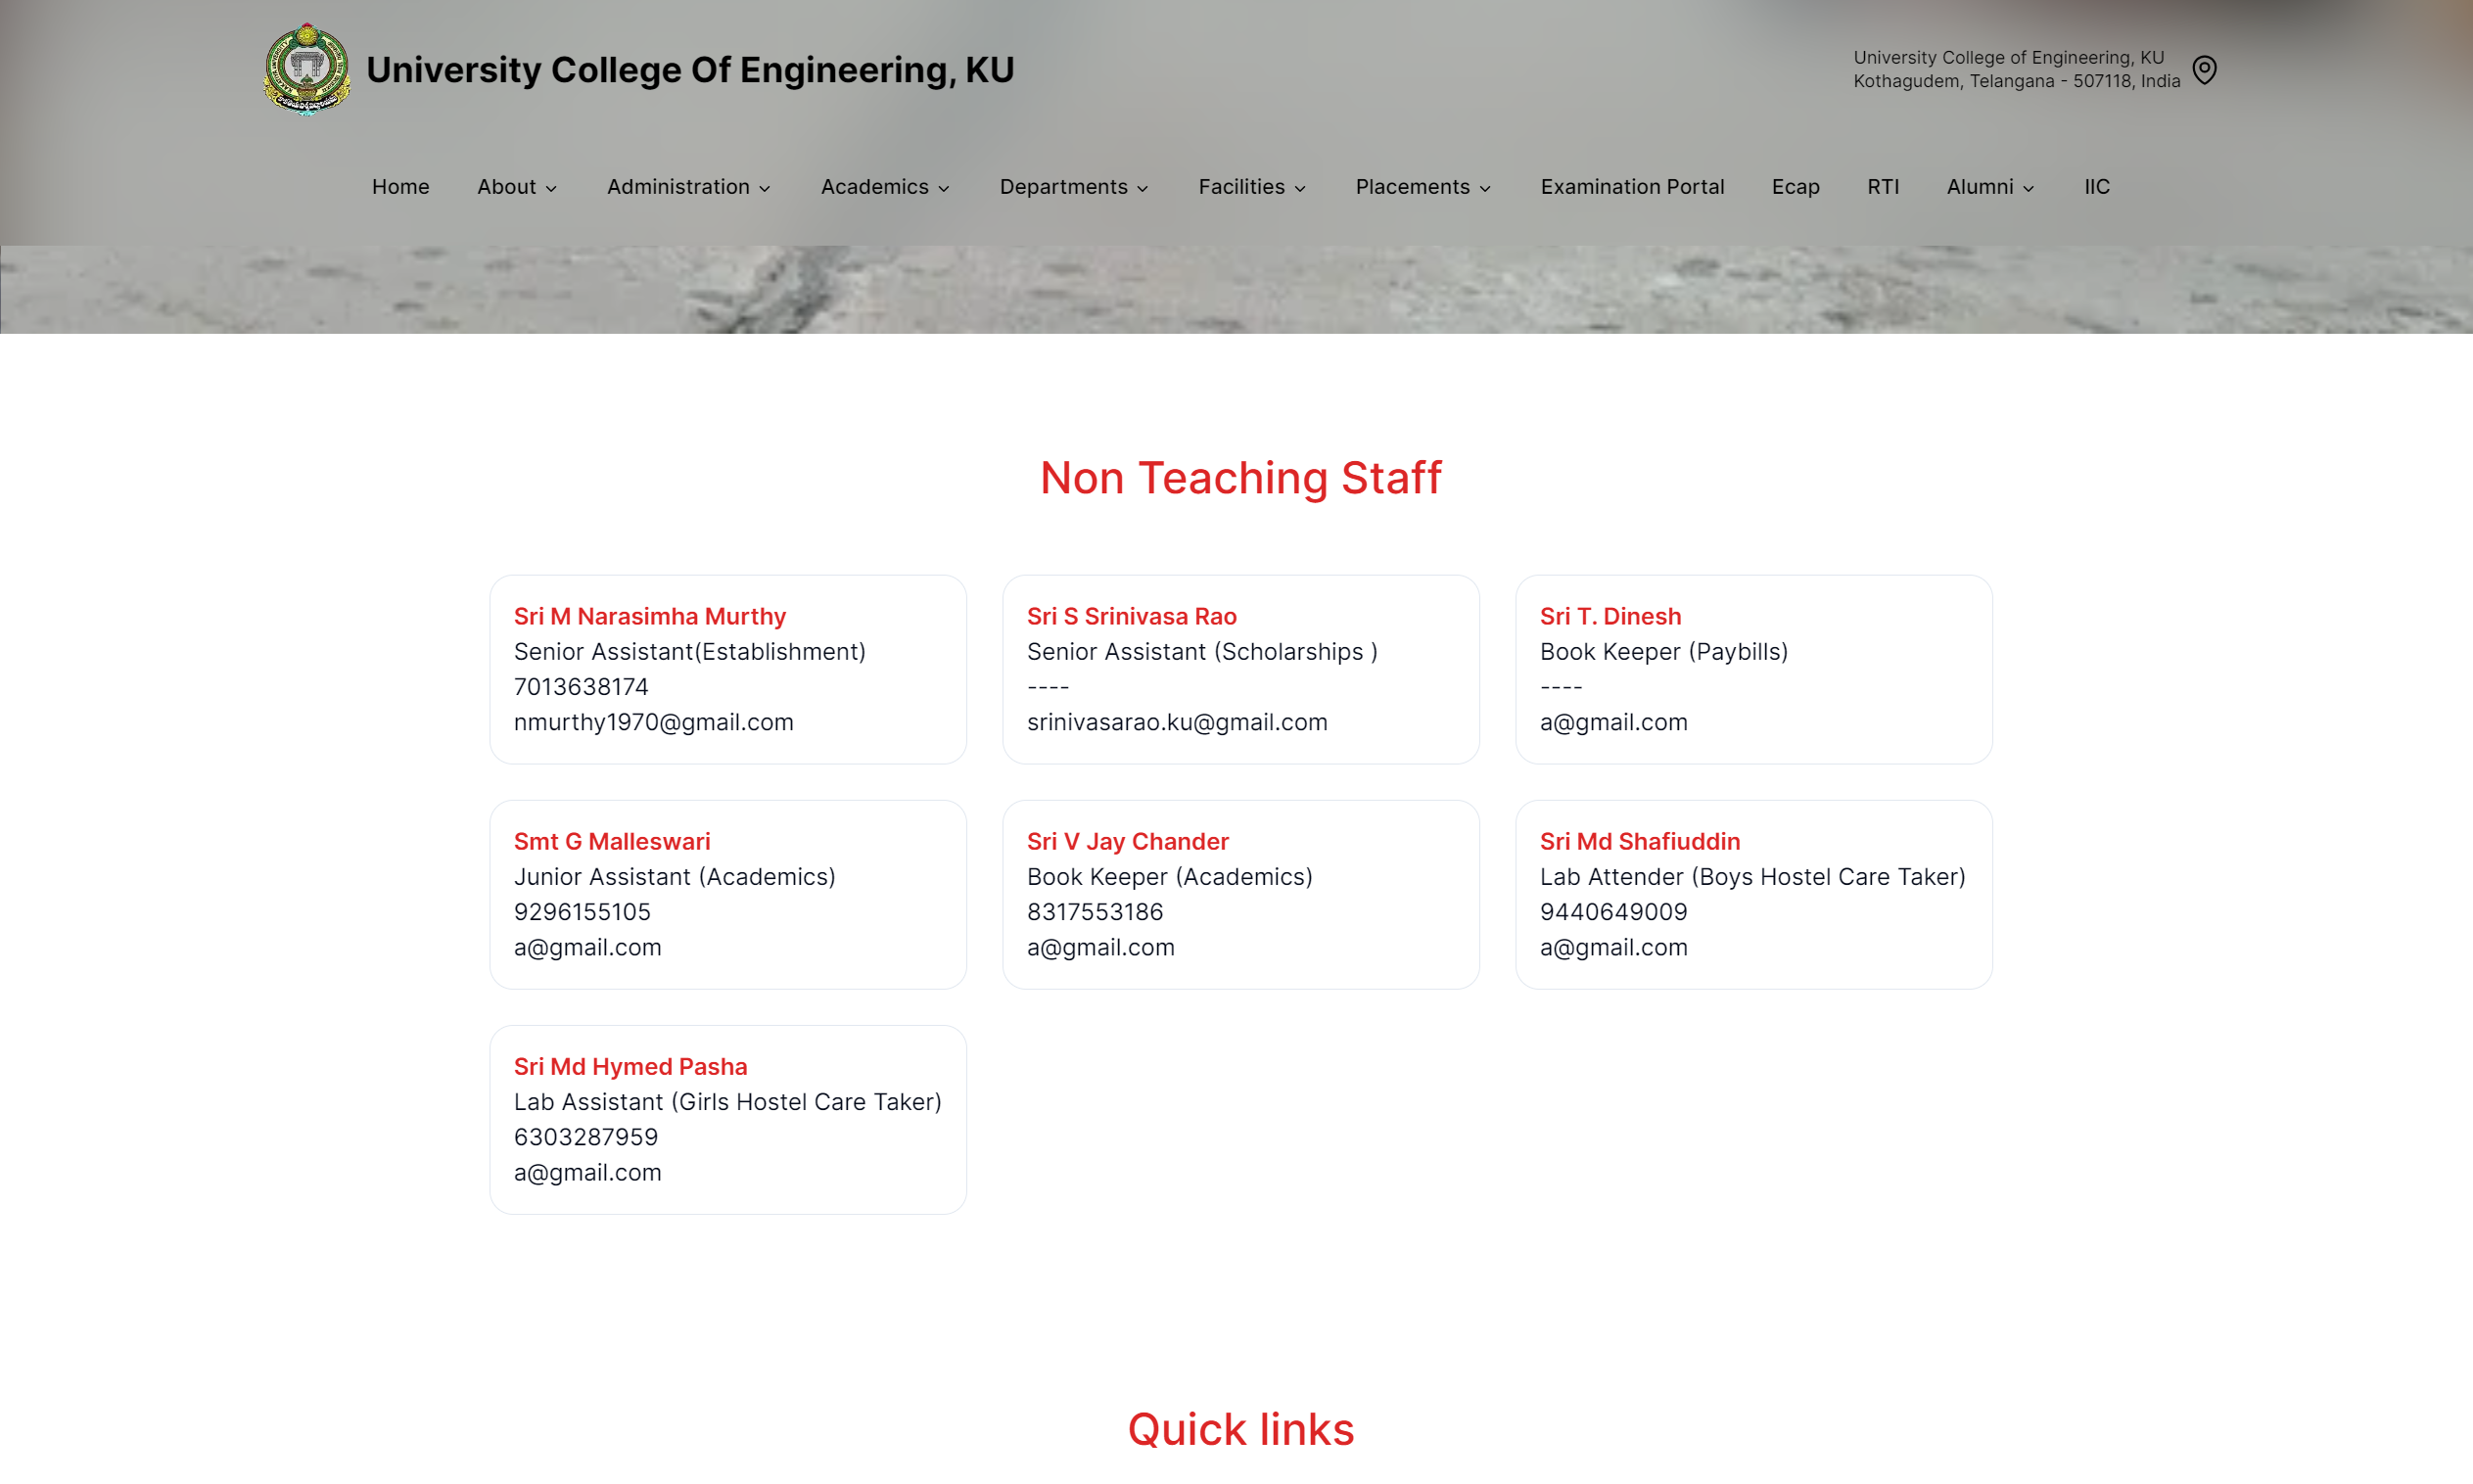 University College Of Engineering, KU
University College of Engineering, KU
Kothagudem, Telangana - 507118, India
Home About Administration Academics Departments Facilities Placements Examination Portal Ecap RTI Alumni IIC
Non Teaching Staff
Sri M Narasimha Murthy
Senior Assistant(Establishment)
7013638174
nmurthy1970@gmail.com
Sri S Srinivasa Rao
Senior Assistant (Scholarships )
----
srinivasarao.ku@gmail.com
Sri T. Dinesh
Book Keeper (Paybills)
----
a@gmail.com
Smt G Malleswari
Junior Assistant (Academics)
9296155105
a@gmail.com
Sri V Jay Chander
Book Keeper (Academics)
8317553186
a@gmail.com
Sri Md Shafiuddin
Lab Attender (Boys Hostel Care Taker)
9440649009
a@gmail.com
Sri Md Hymed Pasha
Lab Assistant (Girls Hostel Care Taker)
6303287959
a@gmail.com
Quick links